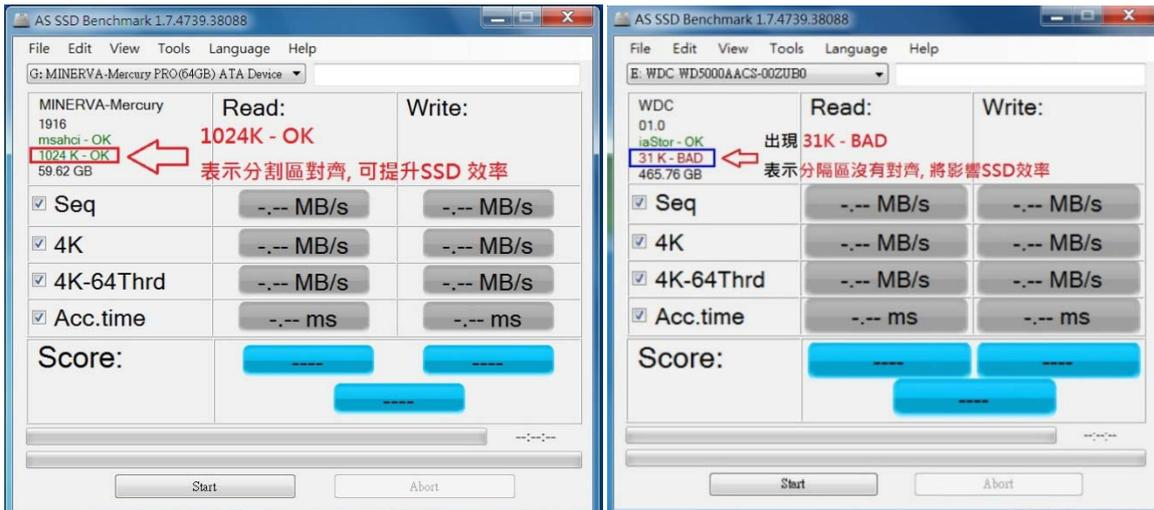 AS SSD Benchmark 1.7.4739.38088
File Edit View Tools Language Help
G: MINERVA-Mercury PRO(64GB) ATA Device
MINERVA-Mercury
1916
msahci - OK
1024 K - OK
59.62 GB
Read:
Write:
1024K - OK
表示分割區對齊, 可提升SSD 效率
Seq
-.-- MB/s
-.-- MB/s
4K
-.-- MB/s
-.-- MB/s
4K-64Thrd
-.-- MB/s
-.-- MB/s
Acc.time
-.-- ms
-.-- ms
Score:
----
----
----
--:--:--
Start
Abort
AS SSD Benchmark 1.7.4739.38088
File Edit View Tools Language Help
E: WDC WD5000AACS-00ZUB0
WDC
01.0
iaStor - OK
31 K - BAD
465.76 GB
Read:
Write:
出現 31K - BAD
表示分隔區沒有對齊, 將影響SSD效率
Seq
-.-- MB/s
-.-- MB/s
4K
-.-- MB/s
-.-- MB/s
4K-64Thrd
-.-- MB/s
-.-- MB/s
Acc.time
-.-- ms
-.-- ms
Score:
----
----
----
--:--:--
Start
Abort